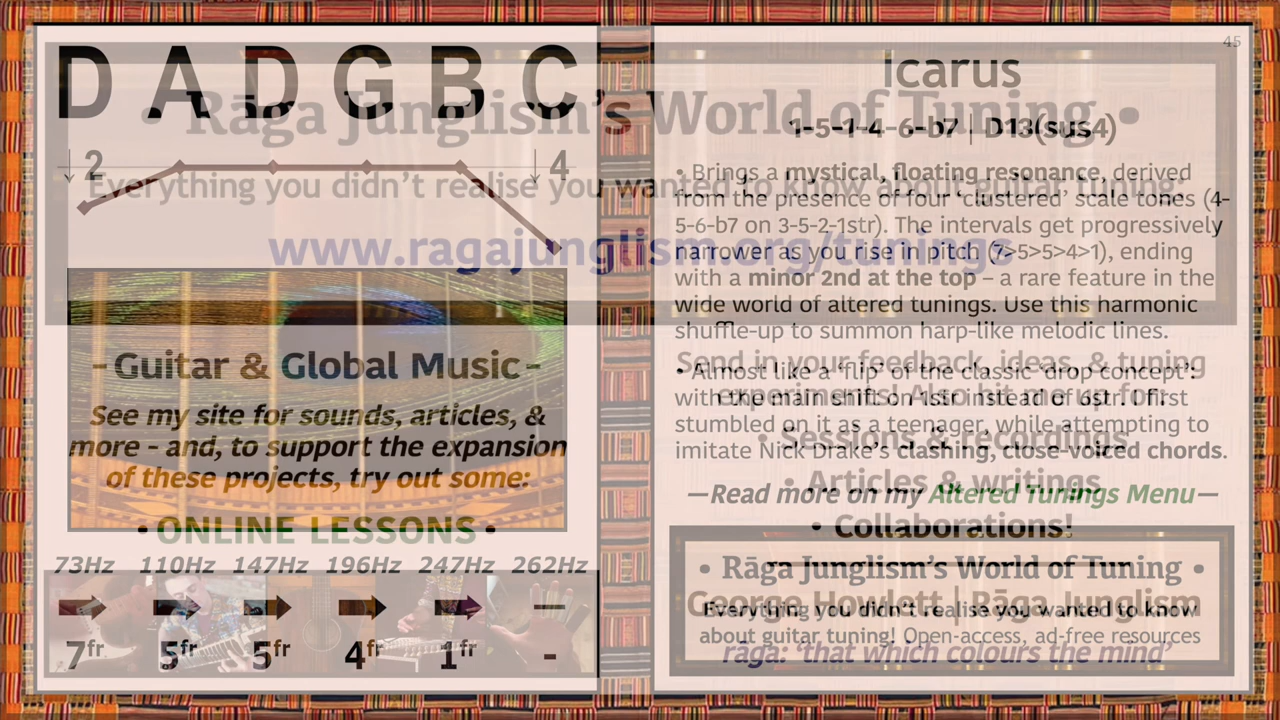 45
D A D G B C
↓2 ↓4
Icarus
1-5-1-4-6-b7 | D13(sus4)
• Rāga Junglism's World of Tuning •
Everything you didn't realise you wanted to know about guitar tuning:
www.ragajunglism.org/tuning
• Brings a mystical, floating resonance, derived
from the presence of four 'clustered' scale tones (4-
5-6-b7 on 3-5-2-1str). The intervals get progressively
narrower as you rise in pitch (7>5>5>4>1), ending
with a minor 2nd at the top – a rare feature in the
wide world of altered tunings. Use this harmonic
shuffle-up to summon harp-like melodic lines.
• Almost like a 'flip' of the classic 'drop concept':
with the main shift on 1str instead of 6str. I first
stumbled on it as a teenager, while attempting to
imitate Nick Drake's clashing, close-voiced chords.
—Read more on my Altered Tunings Menu—
–Guitar & Global Music–
See my site for sounds, articles, &
more - and, to support the expansion
of these projects, try out some:
• ONLINE LESSONS •
Send in your feedback, ideas, & tuning
experiments! Also hit me up for:
• Sessions & recordings
• Articles & writings
• Collaborations!
73Hz 110Hz 147Hz 196Hz 247Hz 262Hz
7fr 5fr 5fr 4fr 1fr -
• Rāga Junglism's World of Tuning •
Everything you didn't realise you wanted to know
about guitar tuning! Open-access, ad-free resources
George Howlett | Rāga Junglism
rāga: 'that which colours the mind'